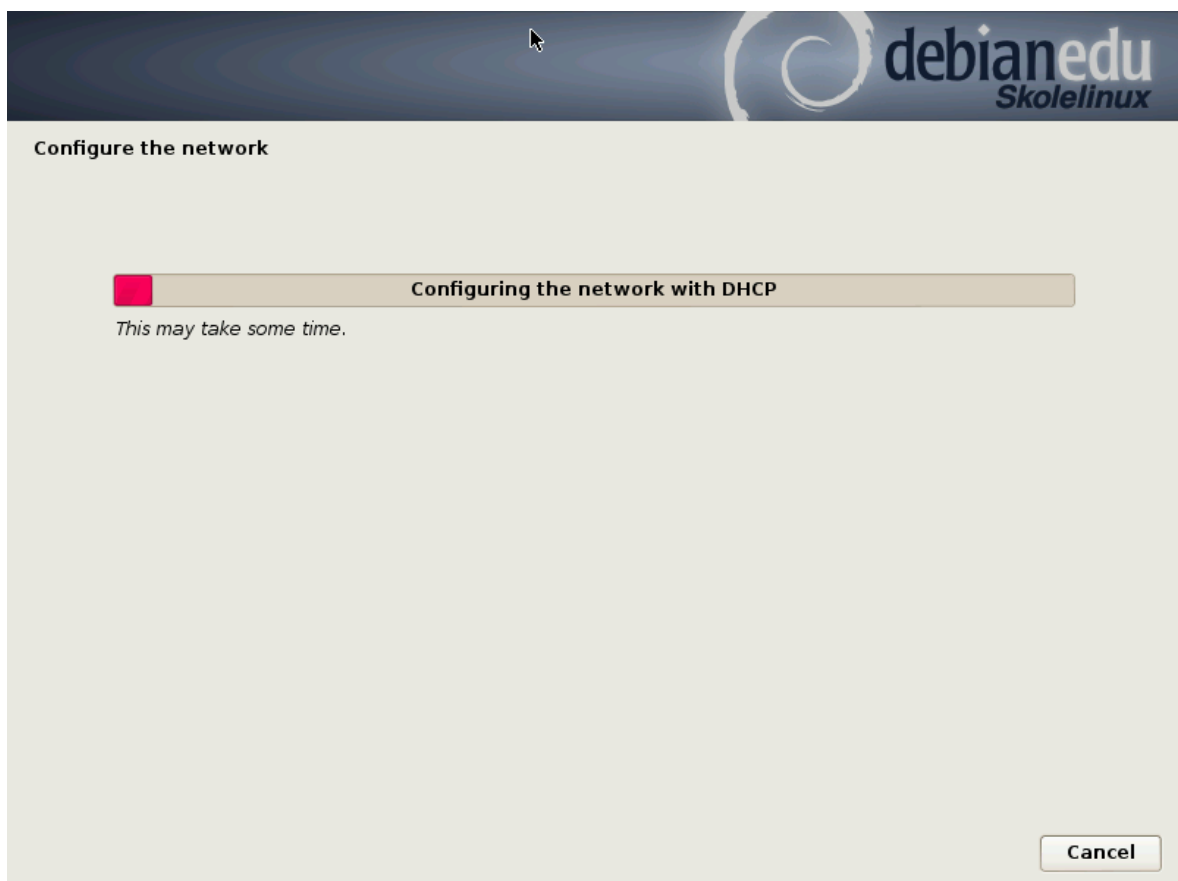 debianedu
Skolelinux
Configure the network
Configuring the network with DHCP
This may take some time.
Cancel